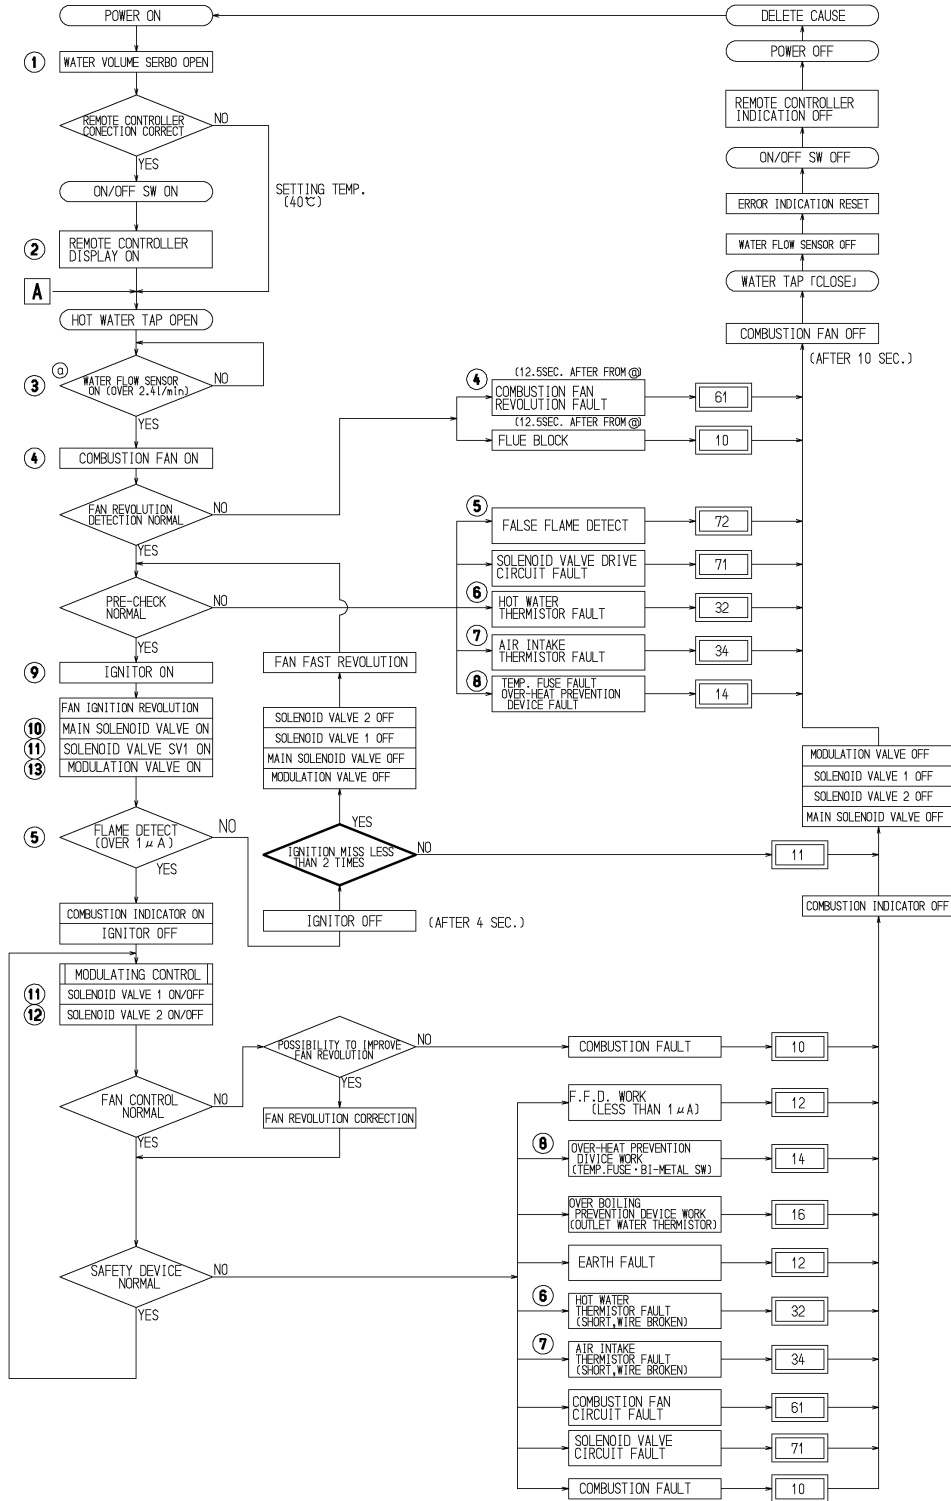 POWER ON
DELETE CAUSE
POWER OFF
① WATER VOLUME SERBO OPEN
REMOTE CONTROLLER
INDICATION OFF
REMOTE CONTROLLER
CONECTION CORRECT
NO
YES
ON/OFF SW OFF
ON/OFF SW ON
SETTING TEMP.
(40℃)
ERROR INDICATION RESET
② REMOTE CONTROLLER
DISPLAY ON
WATER FLOW SENSOR OFF
A
WATER TAP「CLOSE」
HOT WATER TAP OPEN
COMBUSTION FAN OFF
(AFTER 10 SEC.)
ⓐ
③ WATER FLOW SENSOR
ON (OVER 2.4l/min)
NO
YES
(12.5SEC. AFTER FROM ⓐ)
④ COMBUSTION FAN
REVOLUTION FAULT
61
(12.5SEC. AFTER FROM ⓐ)
FLUE BLOCK
10
④ COMBUSTION FAN ON
FAN REVOLUTION
DETECTION NORMAL
NO
YES
⑤ FALSE FLAME DETECT
72
SOLENOID VALVE DRIVE
CIRCUIT FAULT
71
PRE-CHECK
NORMAL
NO
YES
⑥ HOT WATER
THERMISTOR FAULT
32
⑦ AIR INTAKE
THERMISTOR FAULT
34
⑧ TEMP. FUSE FAULT
OVER-HEAT PREVENTION
DEVICE FAULT
14
⑨ IGNITOR ON
FAN FAST REVOLUTION
FAN IGNITION REVOLUTION
⑩ MAIN SOLENOID VALVE ON
⑪ SOLENOID VALVE SV1 ON
⑬ MODULATION VALVE ON
SOLENOID VALVE 2 OFF
SOLENOID VALVE 1 OFF
MAIN SOLENOID VALVE OFF
MODULATION VALVE OFF
MODULATION VALVE OFF
SOLENOID VALVE 1 OFF
SOLENOID VALVE 2 OFF
MAIN SOLENOID VALVE OFF
⑤ FLAME DETECT
(OVER 1μA)
NO
YES
YES
IGNITION MISS LESS
THAN 2 TIMES
NO
11
COMBUSTION INDICATOR ON
IGNITOR OFF
IGNITOR OFF
(AFTER 4 SEC.)
COMBUSTION INDICATOR OFF
MODULATING CONTROL
⑪ SOLENOID VALVE 1 ON/OFF
⑫ SOLENOID VALVE 2 ON/OFF
POSSIBILITY TO IMPROVE
FAN REVOLUTION
NO
YES
COMBUSTION FAULT
10
FAN CONTROL
NORMAL
NO
YES
FAN REVOLUTION CORRECTION
F.F.D. WORK
(LESS THAN 1μA)
12
⑧ OVER-HEAT PREVENTION
DIVICE WORK
(TEMP.FUSE・BI-METAL SW)
14
OVER BOILING
PREVENTION DEVICE WORK
(OUTLET WATER THERMISTOR)
16
SAFETY DEVICE
NORMAL
NO
YES
EARTH FAULT
12
⑥ HOT WATER
THERMISTOR FAULT
(SHORT,WIRE BROKEN)
32
⑦ AIR INTAKE
THERMISTOR FAULT
(SHORT,WIRE BROKEN)
34
COMBUSTION FAN
CIRCUIT FAULT
61
SOLENOID VALVE
CIRCUIT FAULT
71
COMBUSTION FAULT
10